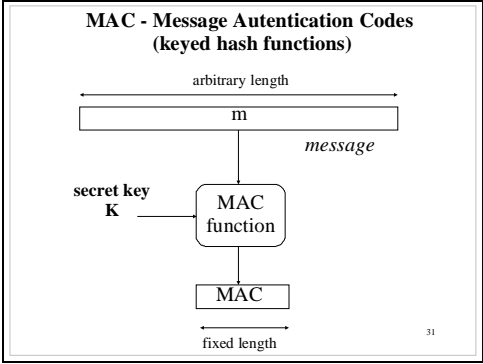 MAC - Message Autentication Codes
(keyed hash functions)
arbitrary length
m
message
secret key
K
MAC
function
MAC
fixed length
31